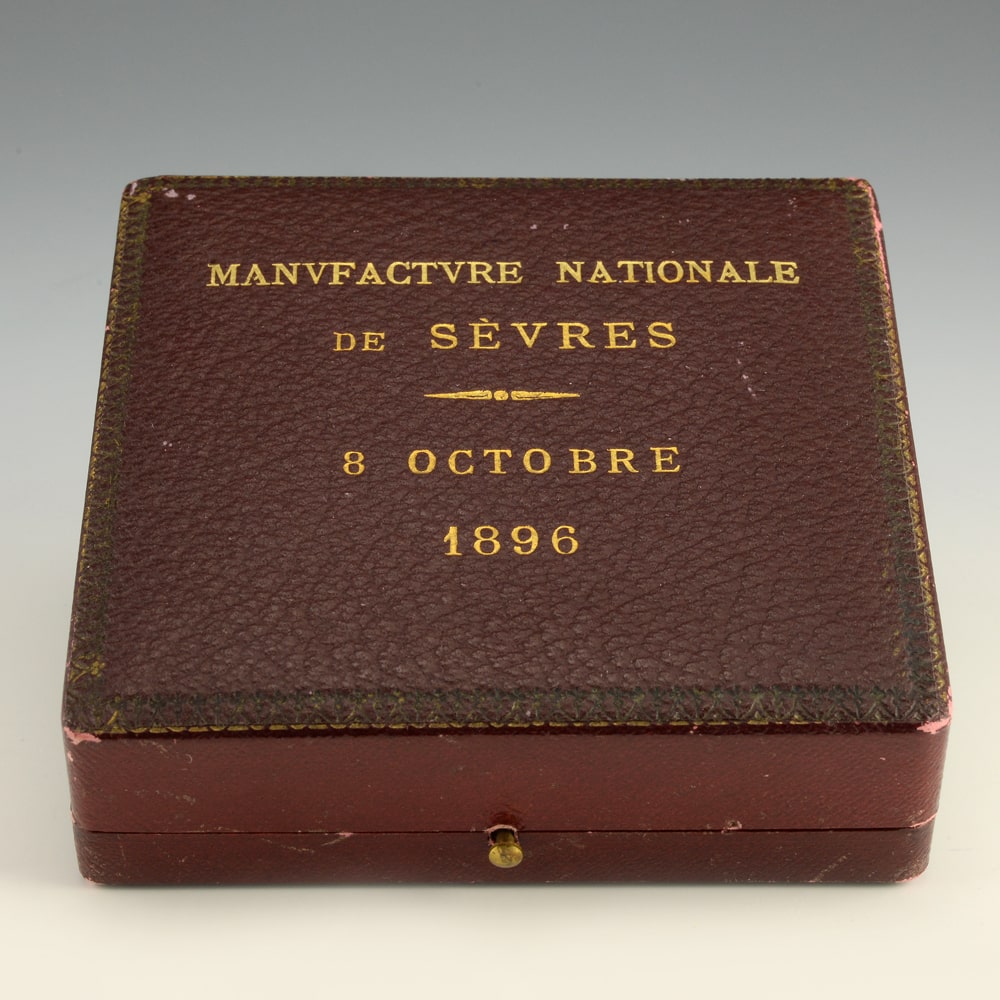 MANVFACTVRE NATIONALE
DE SÈVRES
8 OCTOBRE
1896